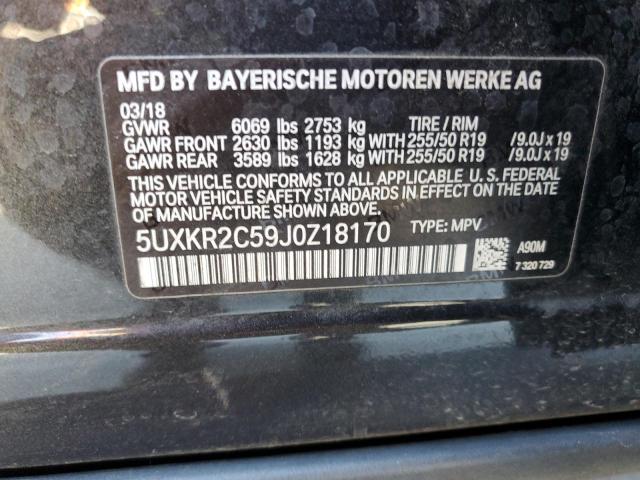 MFD BY BAYERISCHE MOTOREN WERKE AG
03/18
GVWR 6069 lbs 2753 kg TIRE / RIM
GAWR FRONT 2630 lbs 1193 kg WITH 255/50 R19 /9.0J x 19
GAWR REAR 3589 lbs 1628 kg WITH 255/50 R19 /9.0J x 19
THIS VEHICLE CONFORMS TO ALL APPLICABLE U. S. FEDERAL
MOTOR VEHICLE SAFETY STANDARDS IN EFFECT ON THE DATE
OF MANUFACTURE SHOWN ABOVE.
5UXKR2C59J0Z18170 TYPE: MPV
A90M
7 320 729